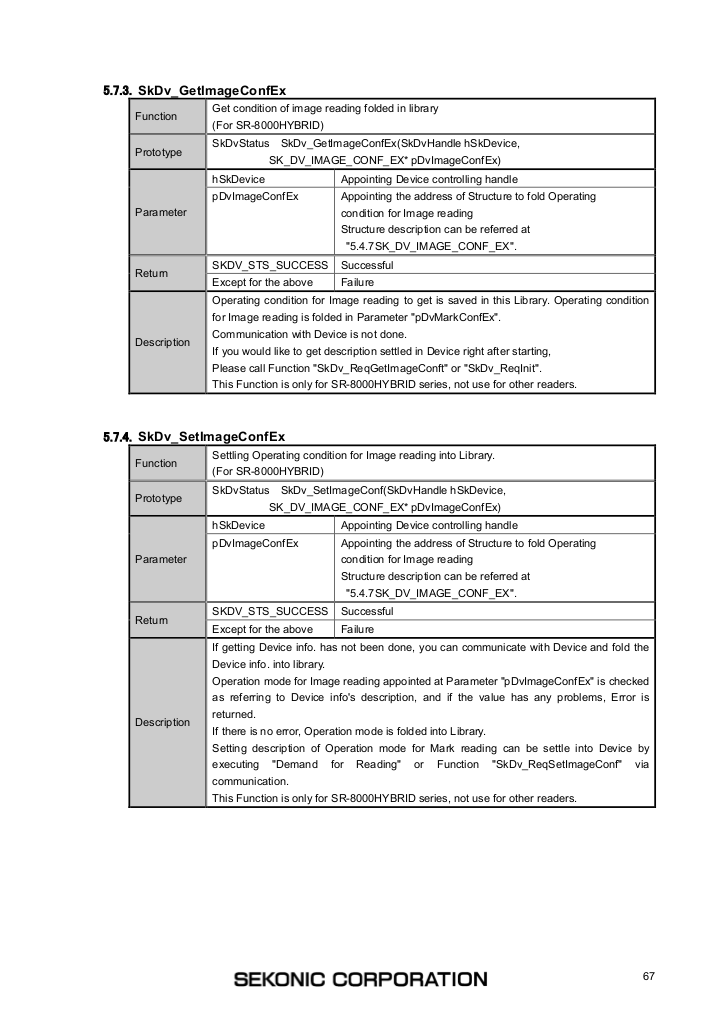 5.7.3. SkDv_GetImageConfEx
Function
Get condition of image reading folded in library
(For SR-8000HYBRID)
Prototype
SkDvStatus SkDv_GetImageConfEx(SkDvHandle hSkDevice,
SK_DV_IMAGE_CONF_EX* pDvImageConfEx)
Parameter
hSkDevice
Appointing Device controlling handle
pDvImageConfEx
Appointing the address of Structure to fold Operating
condition for Image reading
Structure description can be referred at
"5.4.7SK_DV_IMAGE_CONF_EX".
Return
SKDV_STS_SUCCESS
Successful
Except for the above
Failure
Description
Operating condition for Image reading to get is saved in this Library. Operating condition
for Image reading is folded in Parameter "pDvMarkConfEx".
Communication with Device is not done.
If you would like to get description settled in Device right after starting,
Please call Function "SkDv_ReqGetImageConft" or "SkDv_ReqInit".
This Function is only for SR-8000HYBRID series, not use for other readers.
5.7.4. SkDv_SetImageConfEx
Function
Settling Operating condition for Image reading into Library.
(For SR-8000HYBRID)
Prototype
SkDvStatus SkDv_SetImageConf(SkDvHandle hSkDevice,
SK_DV_IMAGE_CONF_EX* pDvImageConfEx)
Parameter
hSkDevice
Appointing Device controlling handle
pDvImageConfEx
Appointing the address of Structure to fold Operating
condition for Image reading
Structure description can be referred at
"5.4.7SK_DV_IMAGE_CONF_EX".
Return
SKDV_STS_SUCCESS
Successful
Except for the above
Failure
Description
If getting Device info. has not been done, you can communicate with Device and fold the
Device info. into library.
Operation mode for Image reading appointed at Parameter "pDvImageConfEx" is checked
as referring to Device info's description, and if the value has any problems, Error is
returned.
If there is no error, Operation mode is folded into Library.
Setting description of Operation mode for Mark reading can be settle into Device by
executing "Demand for Reading" or Function "SkDv_ReqSetImageConf" via
communication.
This Function is only for SR-8000HYBRID series, not use for other readers.
SEKONIC CORPORATION
67